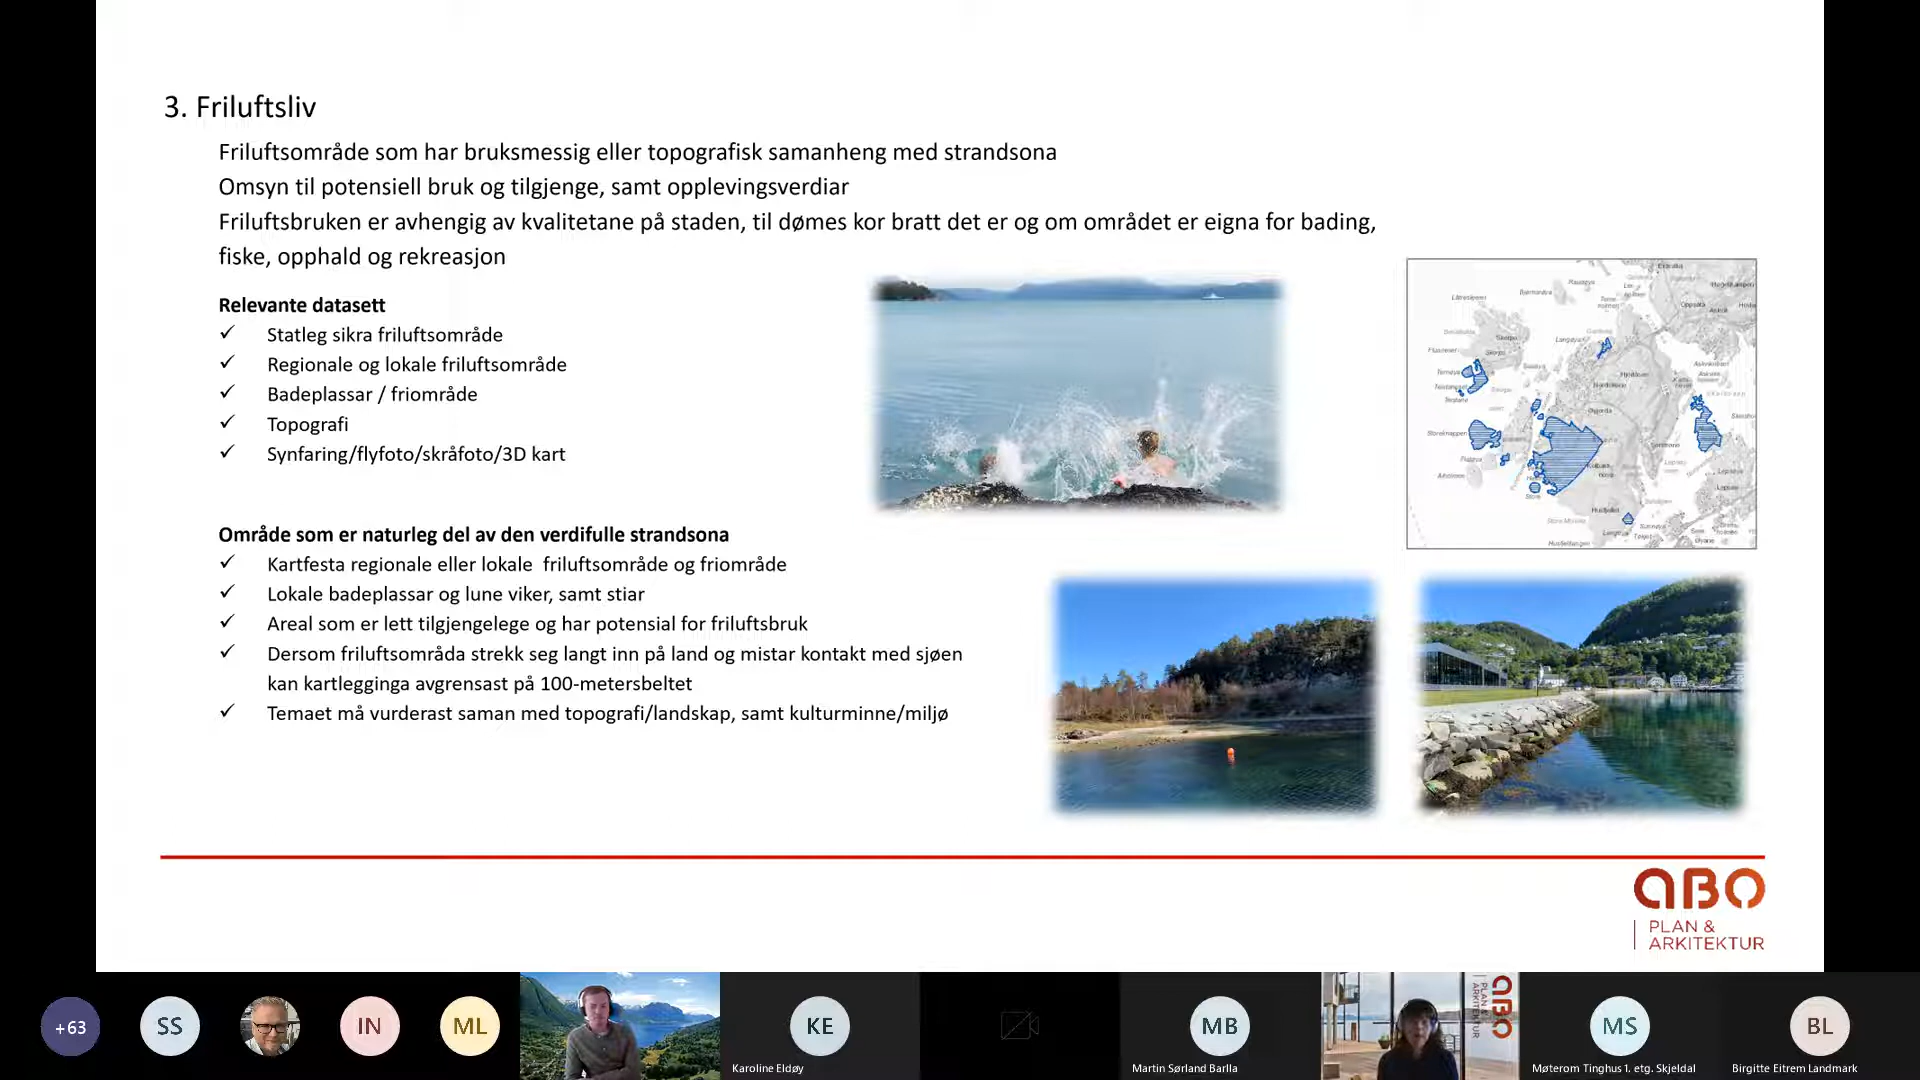 3. Friluftsliv
Friluftsområde som har bruksmessig eller topografisk samanheng med strandsona
Omsyn til potensiell bruk og tilgjenge, samt opplevingsverdiar
Friluftsbruken er avhengig av kvalitetane på staden, til dømes kor bratt det er og om området er eigna for bading,
fiske, opphald og rekreasjon
Relevante datasett
✓ Statleg sikra friluftsområde
✓ Regionale og lokale friluftsområde
✓ Badeplassar / friområde
✓ Topografi
✓ Synfaring/flyfoto/skråfoto/3D kart
Område som er naturleg del av den verdifulle strandsona
✓ Kartfesta regionale eller lokale friluftsområde og friområde
✓ Lokale badeplassar og lune viker, samt stiar
✓ Areal som er lett tilgjengelege og har potensial for friluftsbruk
✓ Dersom friluftsområda strekk seg langt inn på land og mistar kontakt med sjøen
kan kartlegginga avgrensast på 100-metersbeltet
✓ Temaet må vurderast saman med topografi/landskap, samt kulturminne/miljø
ABO
PLAN &
ARKITEKTUR
+63
SS
IN
ML
KE
Karoline Eldøy
MB
Martin Sørland Barlla
ABO
PLAN &
ARKITEKTUR
MS
Møterom Tinghus 1. etg. Skjeldal
BL
Birgitte Eitrem Landmark